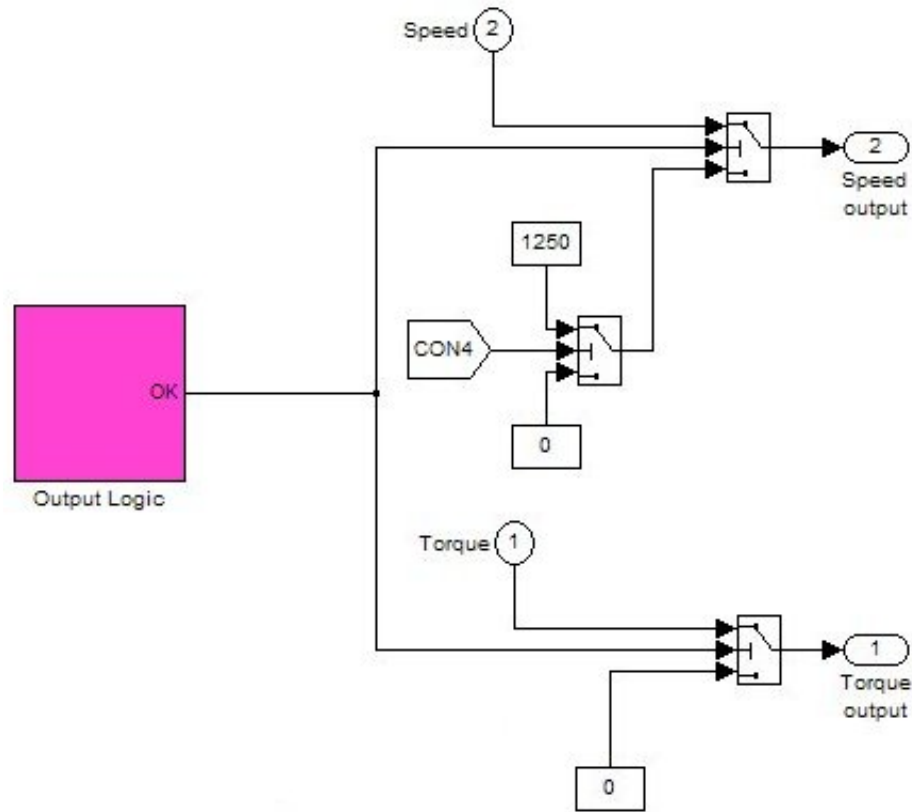 Speed 2
2
Speed
output
1250
CON4
OK
0
Output Logic
Torque 1
1
Torque
output
0